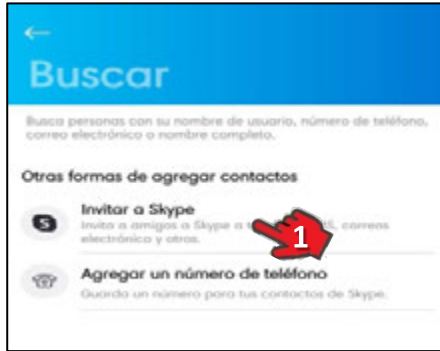 Buscar
Busca personas con su nombre de usuario, número de teléfono,
correo electrónico o nombre completo.
Otras formas de agregar contactos
S
Invitar a Skype
Invita a amigos a Skype a correos
electrónico y otros.
1
Agregar un número de teléfono
Guarda un número para tus contactos de Skype.